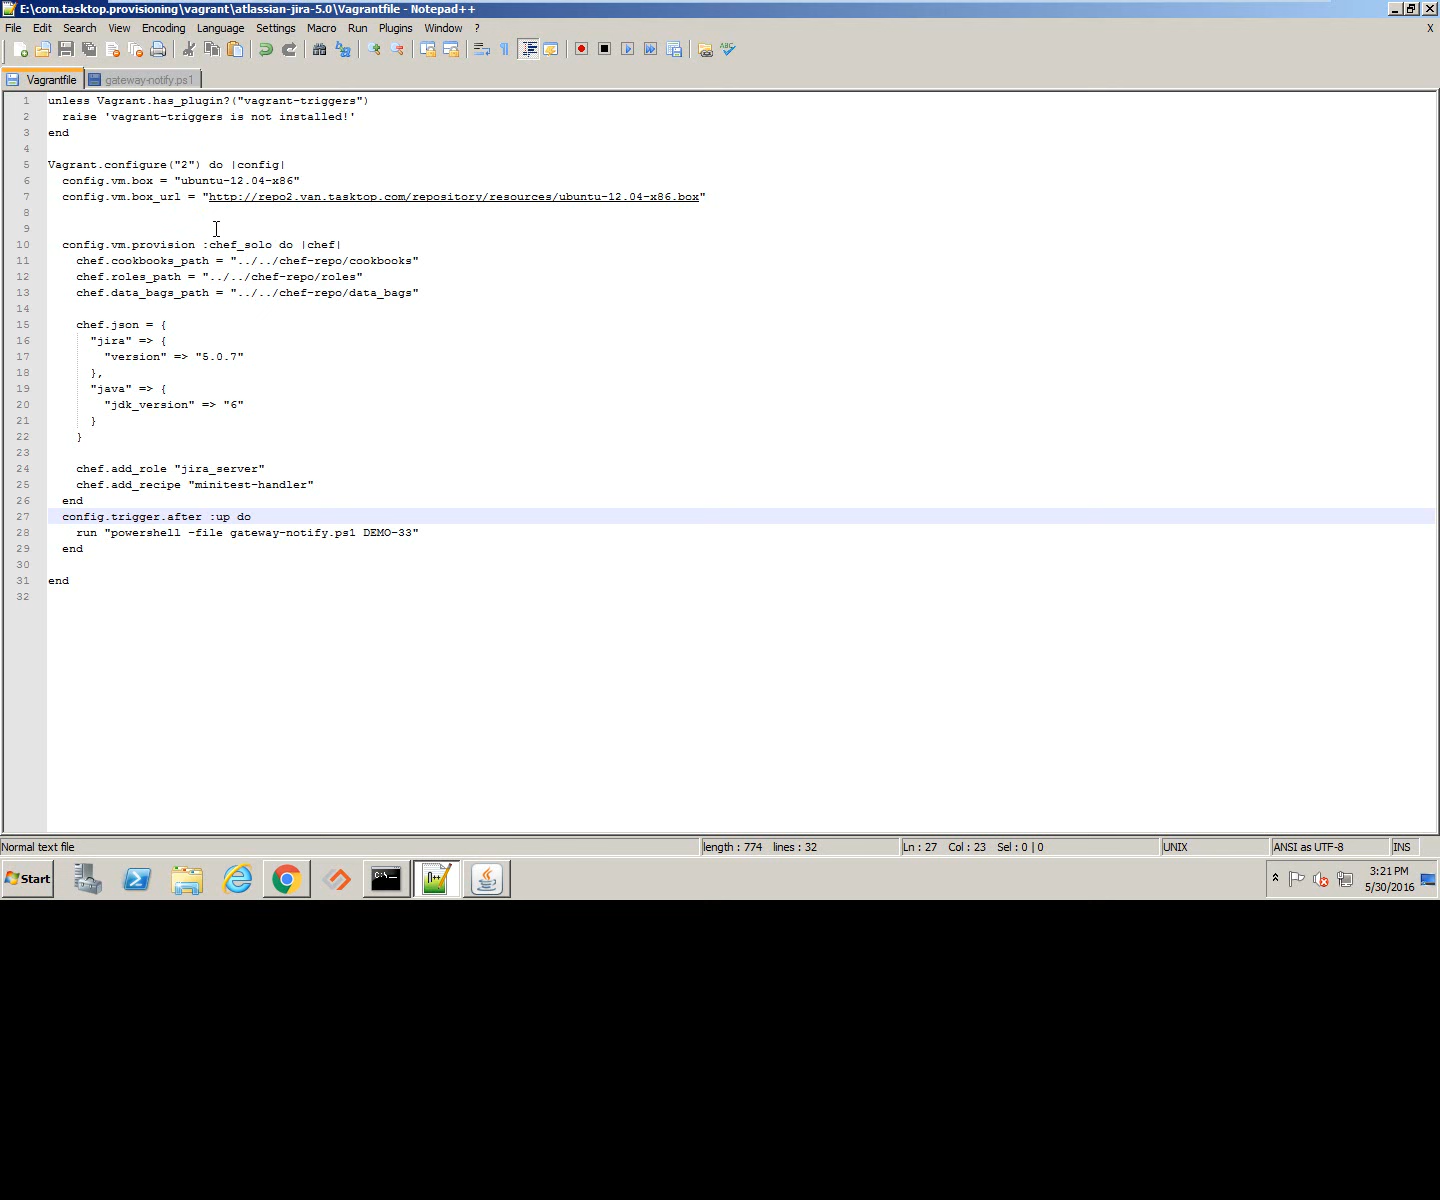 E:\com.tasktop.provisioning\vagrant\atlassian-jira-5.0\Vagrantfile - Notepad++
File Edit Search View Encoding Language Settings Macro Run Plugins Window ? X
Vagrantfile gateway-notify.ps1
1 unless Vagrant.has_plugin?("vagrant-triggers")
2 raise 'vagrant-triggers is not installed!'
3 end
4
5 Vagrant.configure("2") do |config|
6 config.vm.box = "ubuntu-12.04-x86"
7 config.vm.box_url = "http://repo2.van.tasktop.com/repository/resources/ubuntu-12.04-x86.box"
8
9
10 config.vm.provision :chef_solo do |chef|
11 chef.cookbooks_path = "../../chef-repo/cookbooks"
12 chef.roles_path = "../../chef-repo/roles"
13 chef.data_bags_path = "../../chef-repo/data_bags"
14
15 chef.json = {
16 "jira" => {
17 "version" => "5.0.7"
18 },
19 "java" => {
20 "jdk_version" => "6"
21 }
22 }
23
24 chef.add_role "jira_server"
25 chef.add_recipe "minitest-handler"
26 end
27 config.trigger.after :up do
28 run "powershell -file gateway-notify.ps1 DEMO-33"
29 end
30
31 end
32
Normal text file length : 774 lines : 32 Ln : 27 Col : 23 Sel : 0 | 0 UNIX ANSI as UTF-8 INS
Start C:\ n++ 3:21 PM
5/30/2016